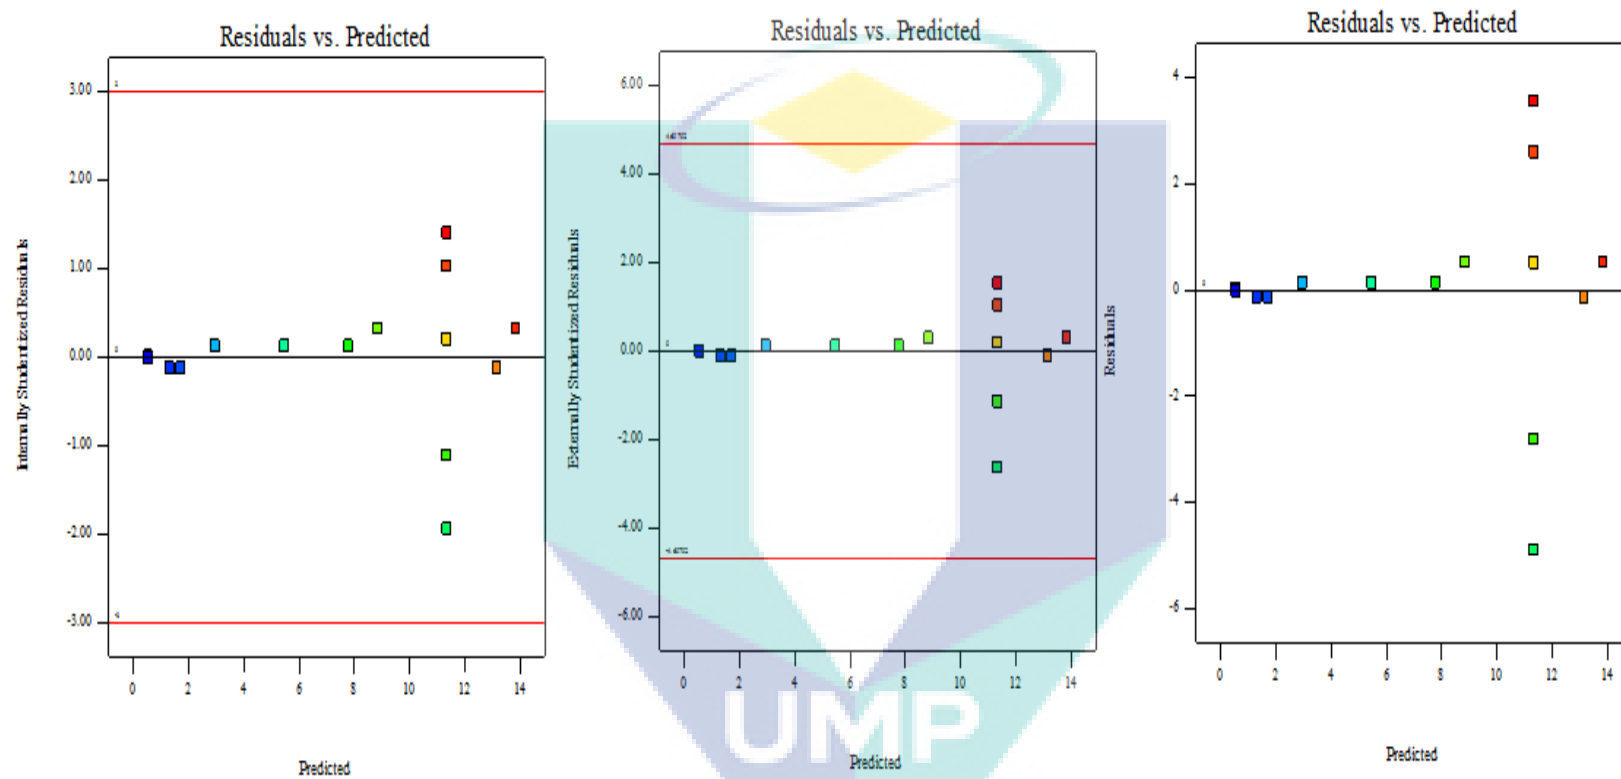 Residuals vs. Predicted
Internally Studentized Residuals
3.00
2.00
1.00
0.00
-1.00
-2.00
-3.00
0 2 4 6 8 10 12 14
Predicted
Residuals vs. Predicted
Externally Studentized Residuals
6.00
4.00
2.00
0.00
-2.00
-4.00
-6.00
0 2 4 6 8 10 12 14
Predicted
Residuals vs. Predicted
Residuals
4
2
0
-2
-4
-6
0 2 4 6 8 10 12 14
Predicted
UMP